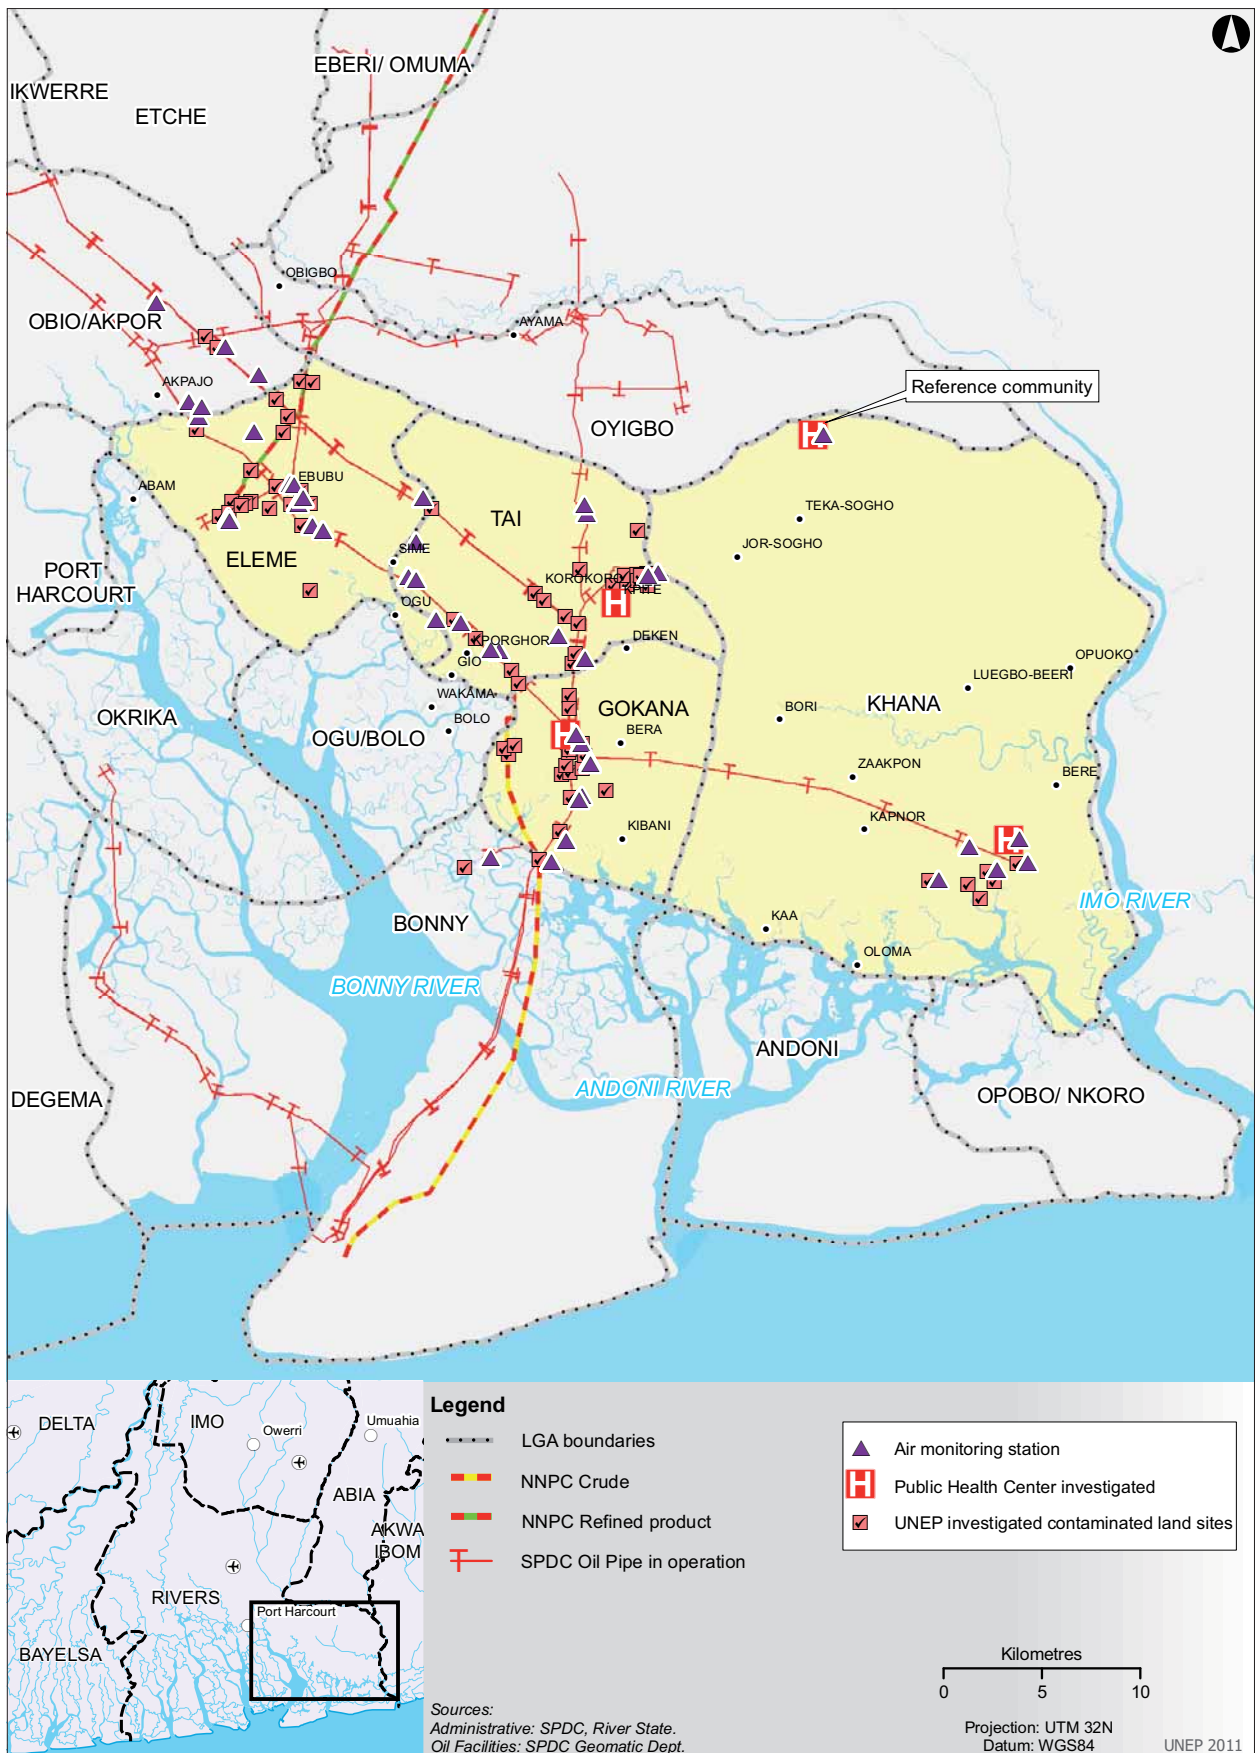 EBERI/ OMUMA
IKWERRE
ETCHE
OBIGBO
OBIO/AKPOR
AYAMA
AKPAJO
Reference community
OYIGBO
EBUBU
ABAM
TEKA-SOGHO
TAI
JOR-SOGHO
SIME
ELEME
PORT
HARCOURT
KOROKORO
KPITE
OGU
KPORGHOR
DEKEN
GIO
OPUOKO
LUEGBO-BEERI
WAKAMA
KHANA
GOKANA
OKRIKA
BOLO
BORI
OGU/BOLO
BERA
ZAAKPON
BERE
KAPNOR
KIBANI
IMO RIVER
BONNY
KAA
OLOMA
BONNY RIVER
ANDONI
ANDONI RIVER
OPOBO/ NKORO
DEGEMA
DELTA
IMO
Owerri
Umuahia
ABIA
AKWA
IBOM
RIVERS
Port Harcourt
BAYELSA
Legend
LGA boundaries
NNPC Crude
NNPC Refined product
SPDC Oil Pipe in operation
H Air monitoring station
Public Health Center investigated
UNEP investigated contaminated land sites
Kilometres
0 5 10
Sources:
Administrative: SPDC, River State.
Oil Facilities: SPDC Geomatic Dept.
Projection: UTM 32N
Datum: WGS84
UNEP 2011